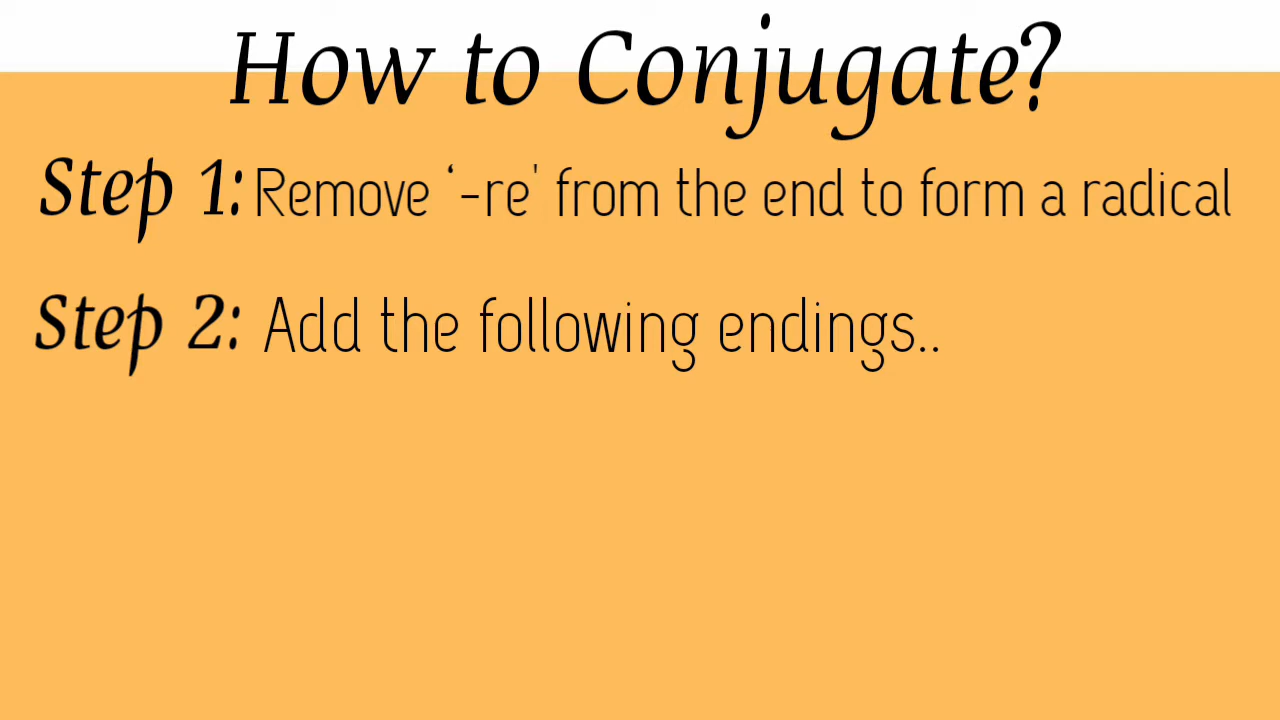 How to Conjugate?
Step 1: Remove ‘-re' from the end to form a radical
Step 2: Add the following endings..